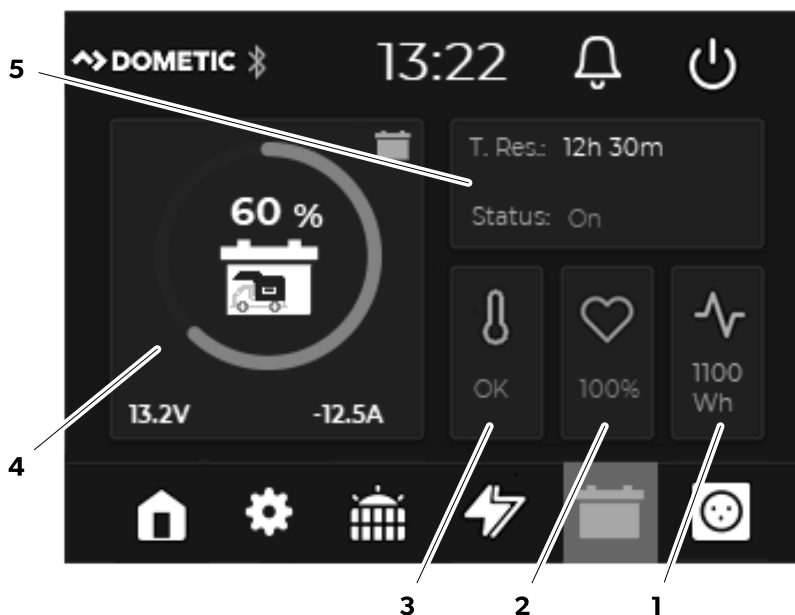 DOMETIC 13:22
5
T. Res.: 12h 30m
60 %
Status: On
OK
100%
1100
Wh
13.2V
-12.5A
4
3
2
1